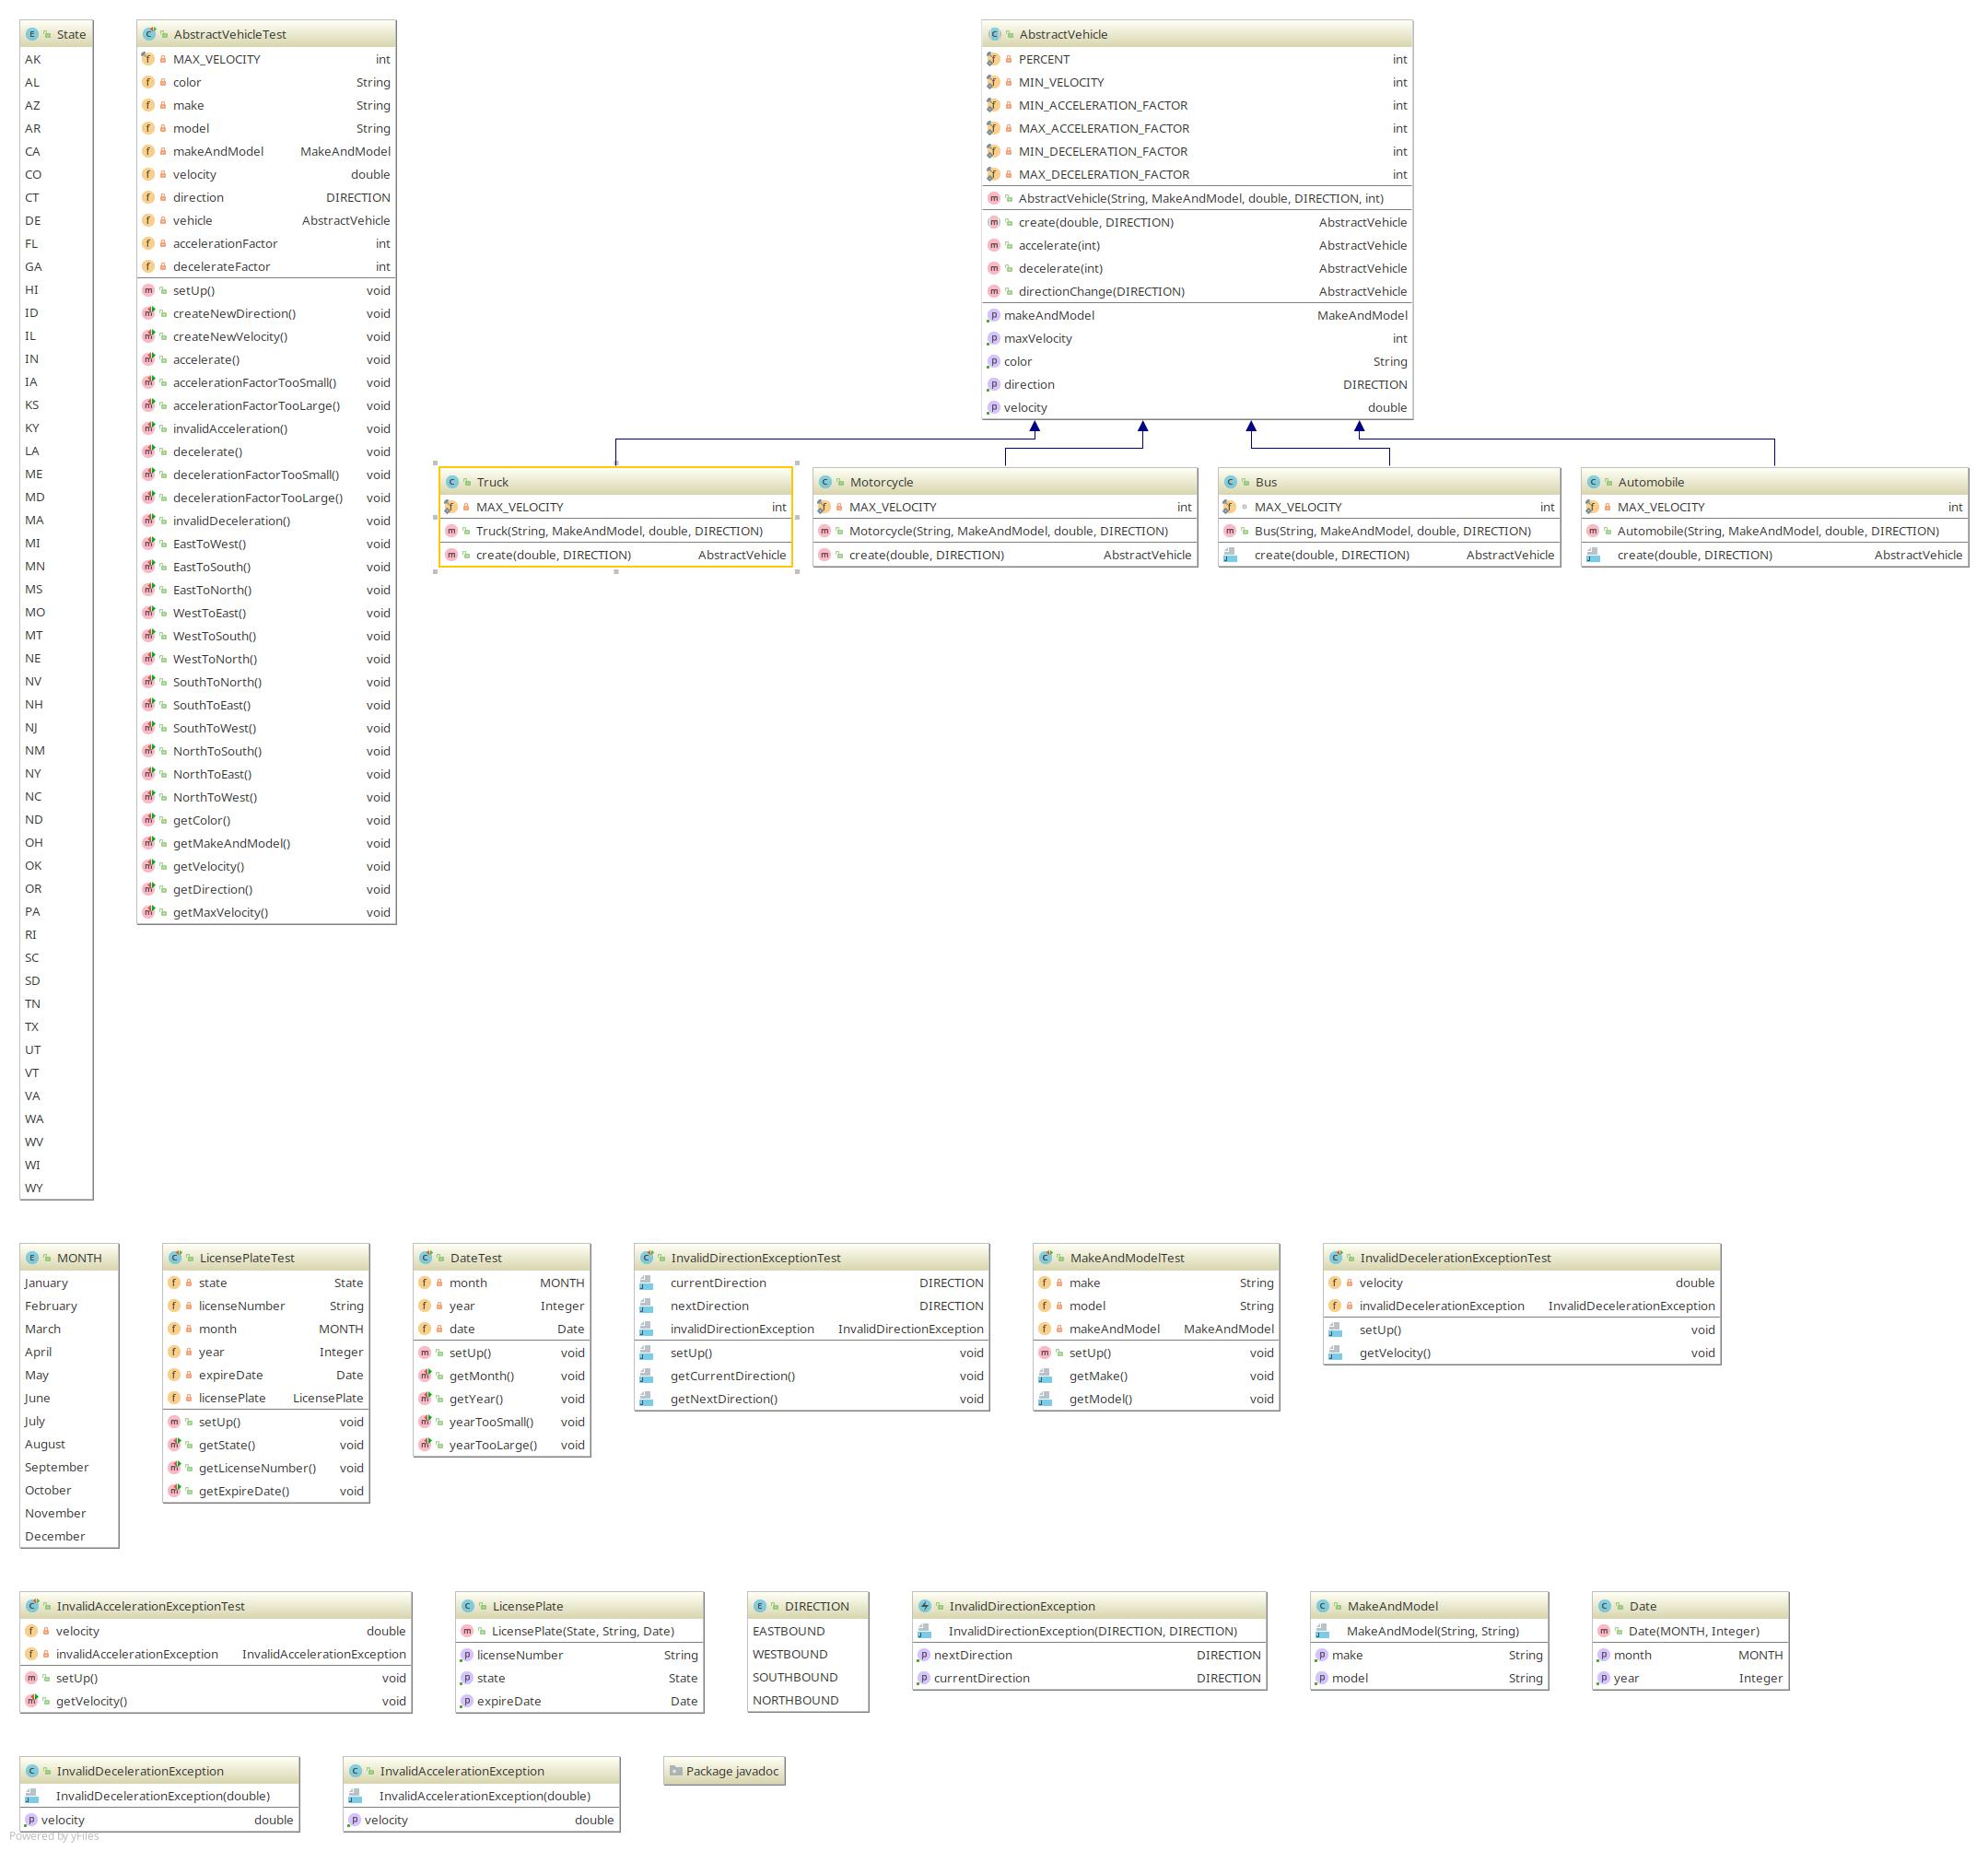 State
AK
AL
AZ
AR
CA
CO
CT
DE
FL
GA
HI
ID
IL
IN
IA
KS
KY
LA
ME
MD
MA
MI
MN
MS
MO
MT
NE
NV
NH
NJ
NM
NY
NC
ND
OH
OK
OR
PA
RI
SC
SD
TN
TX
UT
VT
VA
WA
WV
WI
WY
AbstractVehicleTest
MAX_VELOCITY int
color String
make String
model String
makeAndModel MakeAndModel
velocity double
direction DIRECTION
vehicle AbstractVehicle
accelerationFactor int
decelerateFactor int
setUp() void
createNewDirection() void
createNewVelocity() void
accelerate() void
accelerationFactorTooSmall() void
accelerationFactorTooLarge() void
invalidAcceleration() void
decelerate() void
decelerationFactorTooSmall() void
decelerationFactorTooLarge() void
invalidDeceleration() void
EastToWest() void
EastToSouth() void
EastToNorth() void
WestToEast() void
WestToSouth() void
WestToNorth() void
SouthToNorth() void
SouthToEast() void
SouthToWest() void
NorthToSouth() void
NorthToEast() void
NorthToWest() void
getColor() void
getMakeAndModel() void
getVelocity() void
getDirection() void
getMaxVelocity() void
AbstractVehicle
PERCENT int
MIN_VELOCITY int
MIN_ACCELERATION_FACTOR int
MAX_ACCELERATION_FACTOR int
MIN_DECELERATION_FACTOR int
MAX_DECELERATION_FACTOR int
AbstractVehicle(String, MakeAndModel, double, DIRECTION, int)
create(double, DIRECTION) AbstractVehicle
accelerate(int) AbstractVehicle
decelerate(int) AbstractVehicle
directionChange(DIRECTION) AbstractVehicle
makeAndModel MakeAndModel
maxVelocity int
color String
direction DIRECTION
velocity double
Truck
MAX_VELOCITY int
Truck(String, MakeAndModel, double, DIRECTION)
create(double, DIRECTION) AbstractVehicle
Motorcycle
MAX_VELOCITY int
Motorcycle(String, MakeAndModel, double, DIRECTION)
create(double, DIRECTION) AbstractVehicle
Bus
MAX_VELOCITY int
Bus(String, MakeAndModel, double, DIRECTION)
create(double, DIRECTION) AbstractVehicle
Automobile
MAX_VELOCITY int
Automobile(String, MakeAndModel, double, DIRECTION)
create(double, DIRECTION) AbstractVehicle
MONTH
January
February
March
April
May
June
July
August
September
October
November
December
LicensePlateTest
state State
licenseNumber String
month MONTH
year Integer
expireDate Date
licensePlate LicensePlate
setUp() void
getState() void
getLicenseNumber() void
getExpireDate() void
DateTest
month MONTH
year Integer
date Date
setUp() void
getMonth() void
getYear() void
yearTooSmall() void
yearTooLarge() void
InvalidDirectionExceptionTest
currentDirection DIRECTION
nextDirection DIRECTION
invalidDirectionException InvalidDirectionException
setUp() void
getCurrentDirection() void
getNextDirection() void
MakeAndModelTest
make String
model String
makeAndModel MakeAndModel
setUp() void
getMake() void
getModel() void
InvalidDecelerationExceptionTest
velocity double
invalidDecelerationException InvalidDecelerationException
setUp() void
getVelocity() void
InvalidAccelerationExceptionTest
velocity double
invalidAccelerationException InvalidAccelerationException
setUp() void
getVelocity() void
LicensePlate
LicensePlate(State, String, Date)
licenseNumber String
state State
expireDate Date
DIRECTION
EASTBOUND
WESTBOUND
SOUTHBOUND
NORTHBOUND
InvalidDirectionException
InvalidDirectionException(DIRECTION, DIRECTION)
nextDirection DIRECTION
currentDirection DIRECTION
MakeAndModel
MakeAndModel(String, String)
make String
model String
Date
Date(MONTH, Integer)
month MONTH
year Integer
InvalidDecelerationException
InvalidDecelerationException(double)
velocity double
InvalidAccelerationException
InvalidAccelerationException(double)
velocity double
Package javadoc
Powered by yFiles